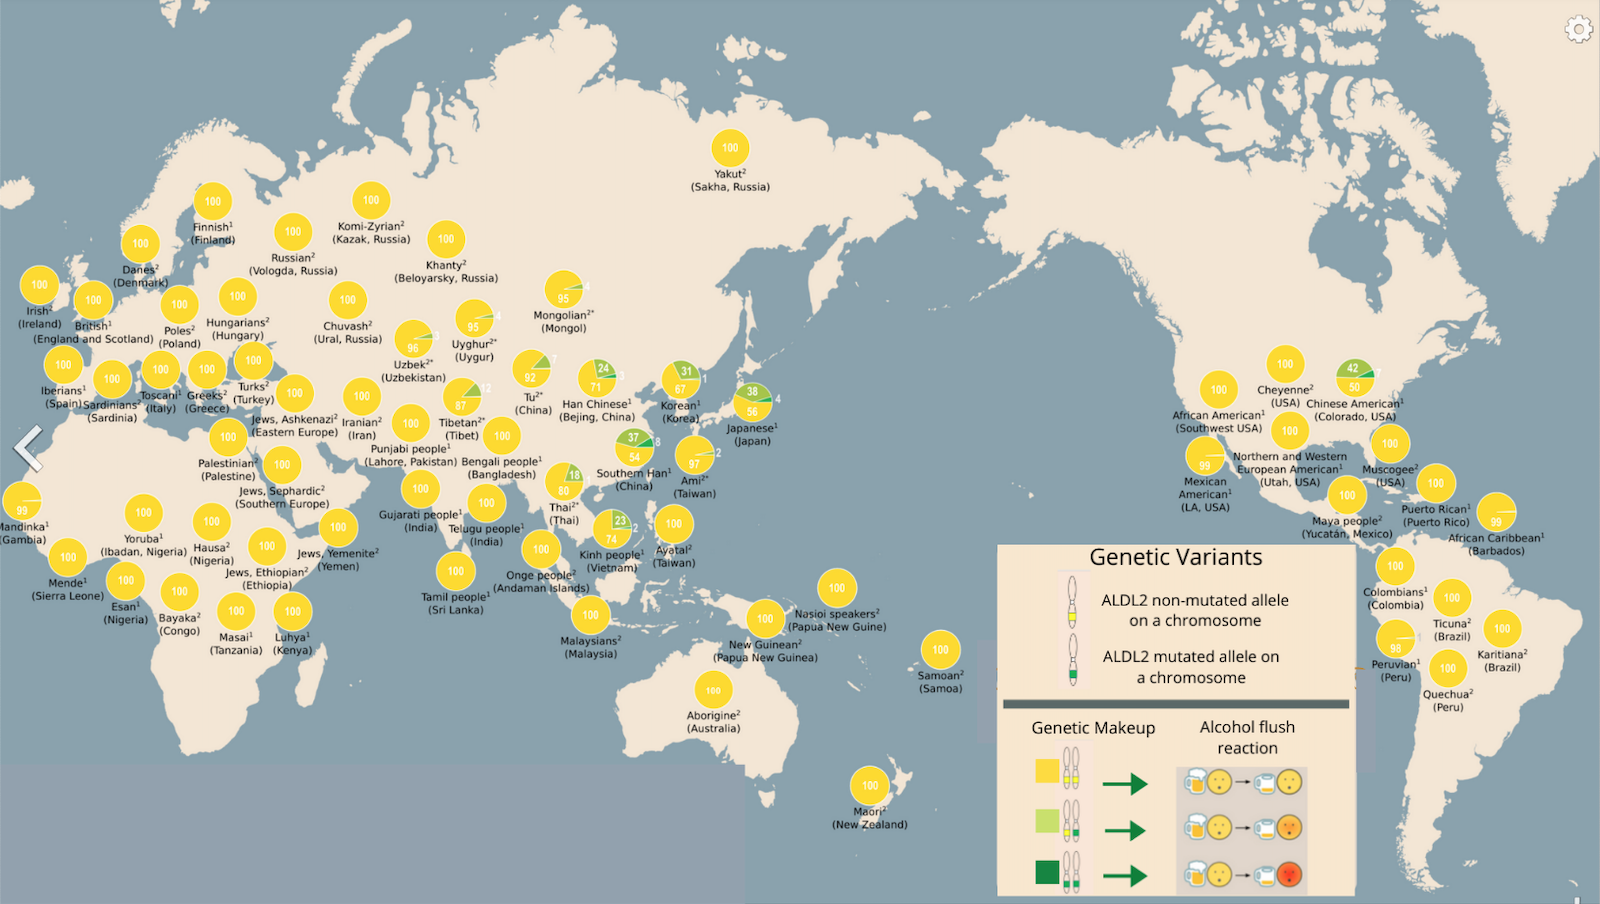 100
Yakut2
(Sakha, Russia)
100
Finnish1
(Finland)
100
Komi-Zyrian2
(Kazak, Russia)
100
Russian2
(Vologda, Russia)
100
Khanty2
(Beloyarsky, Russia)
100
Danes2
(Denmark)
100
Irish2
(Ireland)
100
British1
(England and Scotland)
100
Poles2
(Poland)
100
Hungarians2
(Hungary)
100
Chuvash2
(Ural, Russia)
4
95
Mongolian2*
(Mongol)
4
95
Uyghur2*
(Uygur)
3
96
Uzbek2*
(Uzbekistan)
100
Iberians1
(Spain)
100
Sardinians2
(Sardinia)
100
Toscani1
(Italy)
100
Greeks2
(Greece)
100
Turks2
(Turkey)
100
Jews, Ashkenazi2
(Eastern Europe)
100
Iranian2
(Iran)
12
87
Tibetan2*
(Tibet)
7
92
Tu2*
(China)
24
3
71
Han Chinese1
(Bejing, China)
31
1
67
Korean1
(Korea)
38
4
56
Japanese1
(Japan)
100
Punjabi people1
(Lahore, Pakistan)
100
Bengali people1
(Bangladesh)
37
8
54
Southern Han1
(China)
2
97
Ami2*
(Taiwan)
100
Palestinian2
(Palestine)
100
Jews, Sephardic2
(Southern Europe)
100
Gujarati people1
(India)
100
Telugu people1
(India)
18
80
Thai2*
(Thai)
23
2
74
Kinh people1
(Vietnam)
100
Ayatal2
(Taiwan)
99
Mandinka1
(Gambia)
100
Yoruba1
(Ibadan, Nigeria)
100
Hausa2
(Nigeria)
100
Jews, Ethiopian2
(Ethiopia)
100
Jews, Yemenite2
(Yemen)
100
Mende1
(Sierra Leone)
100
Esan1
(Nigeria)
100
Bayaka2
(Congo)
100
Masai1
(Tanzania)
100
Luhya1
(Kenya)
100
Tamil people1
(Sri Lanka)
100
Onge people2
(Andaman Islands)
100
Malaysians2
(Malaysia)
100
New Guinean2
(Papua New Guinea)
100
Nasioi speakers2
(Papua New Guine)
100
Samoan2
(Samoa)
100
Aborigine2
(Australia)
100
Maori2
(New Zealand)
100
Cheyenne2
(USA)
42
7
50
Chinese American1
(Colorado, USA)
100
African American1
(Southwest USA)
100
Northern and Western
European American1
(Utah, USA)
100
Muscogee2
(USA)
99
Mexican
American1
(LA, USA)
100
Maya people2
(Yucatán, Mexico)
100
Puerto Rican1
(Puerto Rico)
99
African Caribbean1
(Barbados)
100
Colombians1
(Colombia)
100
Ticuna2
(Brazil)
100
Karitiana2
(Brazil)
1
98
Peruvian1
(Peru)
100
Quechua2
(Peru)
Genetic Variants
ALDL2 non-mutated allele
on a chromosome
ALDL2 mutated allele on
a chromosome
Genetic Makeup
Alcohol flush
reaction